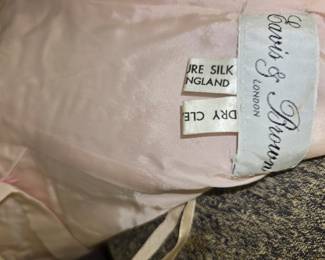 Eavis & Brown
LONDON
URE SILK
NGLAND
DRY CLE